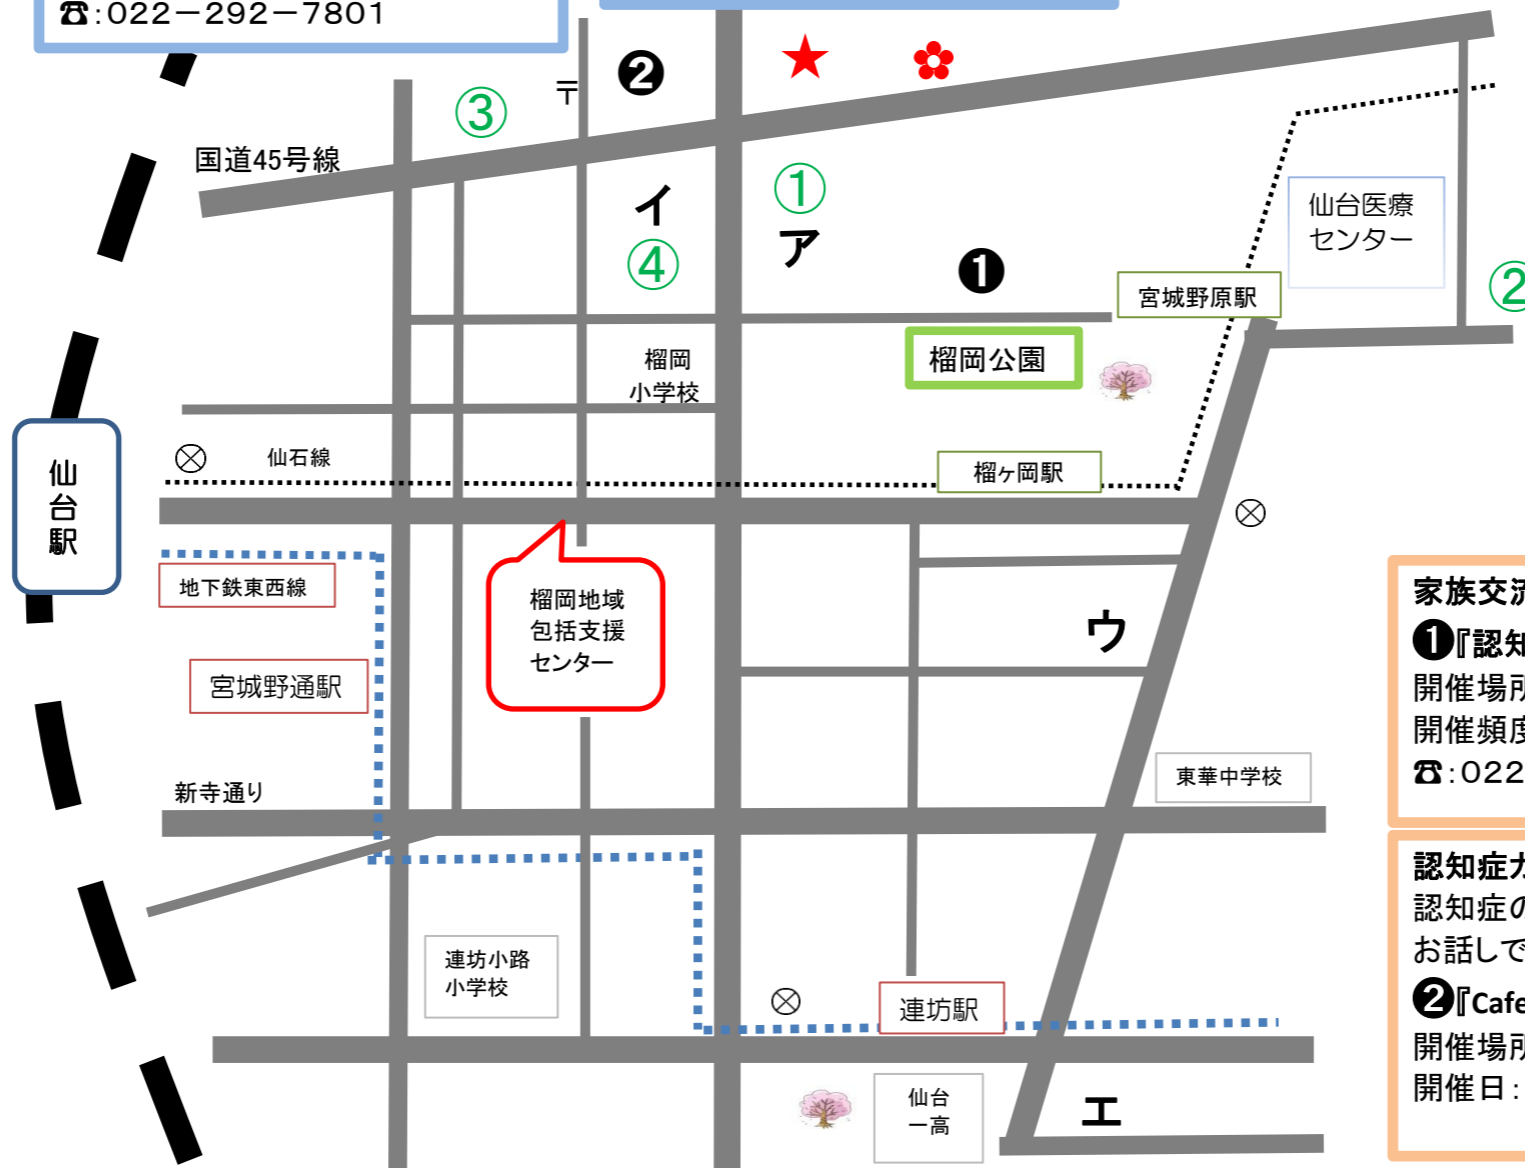 ☎:022－292－7801
❷
③
〒
国道45号線
イ
①
ア
④
❶
仙台医療
センター
②
宮城野原駅
榴岡公園
榴岡
小学校
仙石線
榴ヶ岡駅
仙台駅
地下鉄東西線
榴岡地域
包括支援
センター
宮城野通駅
ウ
新寺通り
東華中学校
連坊小路
小学校
連坊駅
仙台
一高
エ
家族交
❶『認知
開催場所
開催頻度
☎:022
認知症カ
認知症の
お話しで
❷『Cafe
開催場所
開催日: